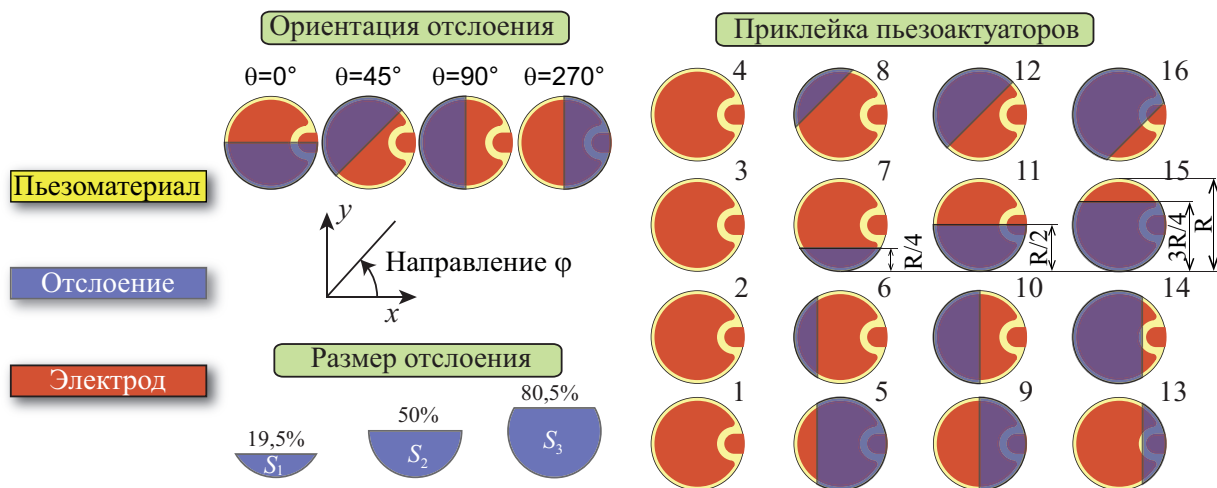 Ориентация отслоения
θ=0° θ=45° θ=90° θ=270°
Пьезоматериал
Отслоение
Электрод
y
Направление φ
x
Размер отслоения
19,5% 50% 80,5%
S1 S2 S3
Приклейка пьезоактуаторов
4 8 12 16
3 7 11 15
R/4 R/2 3R/4 R
2 6 10 14
1 5 9 13